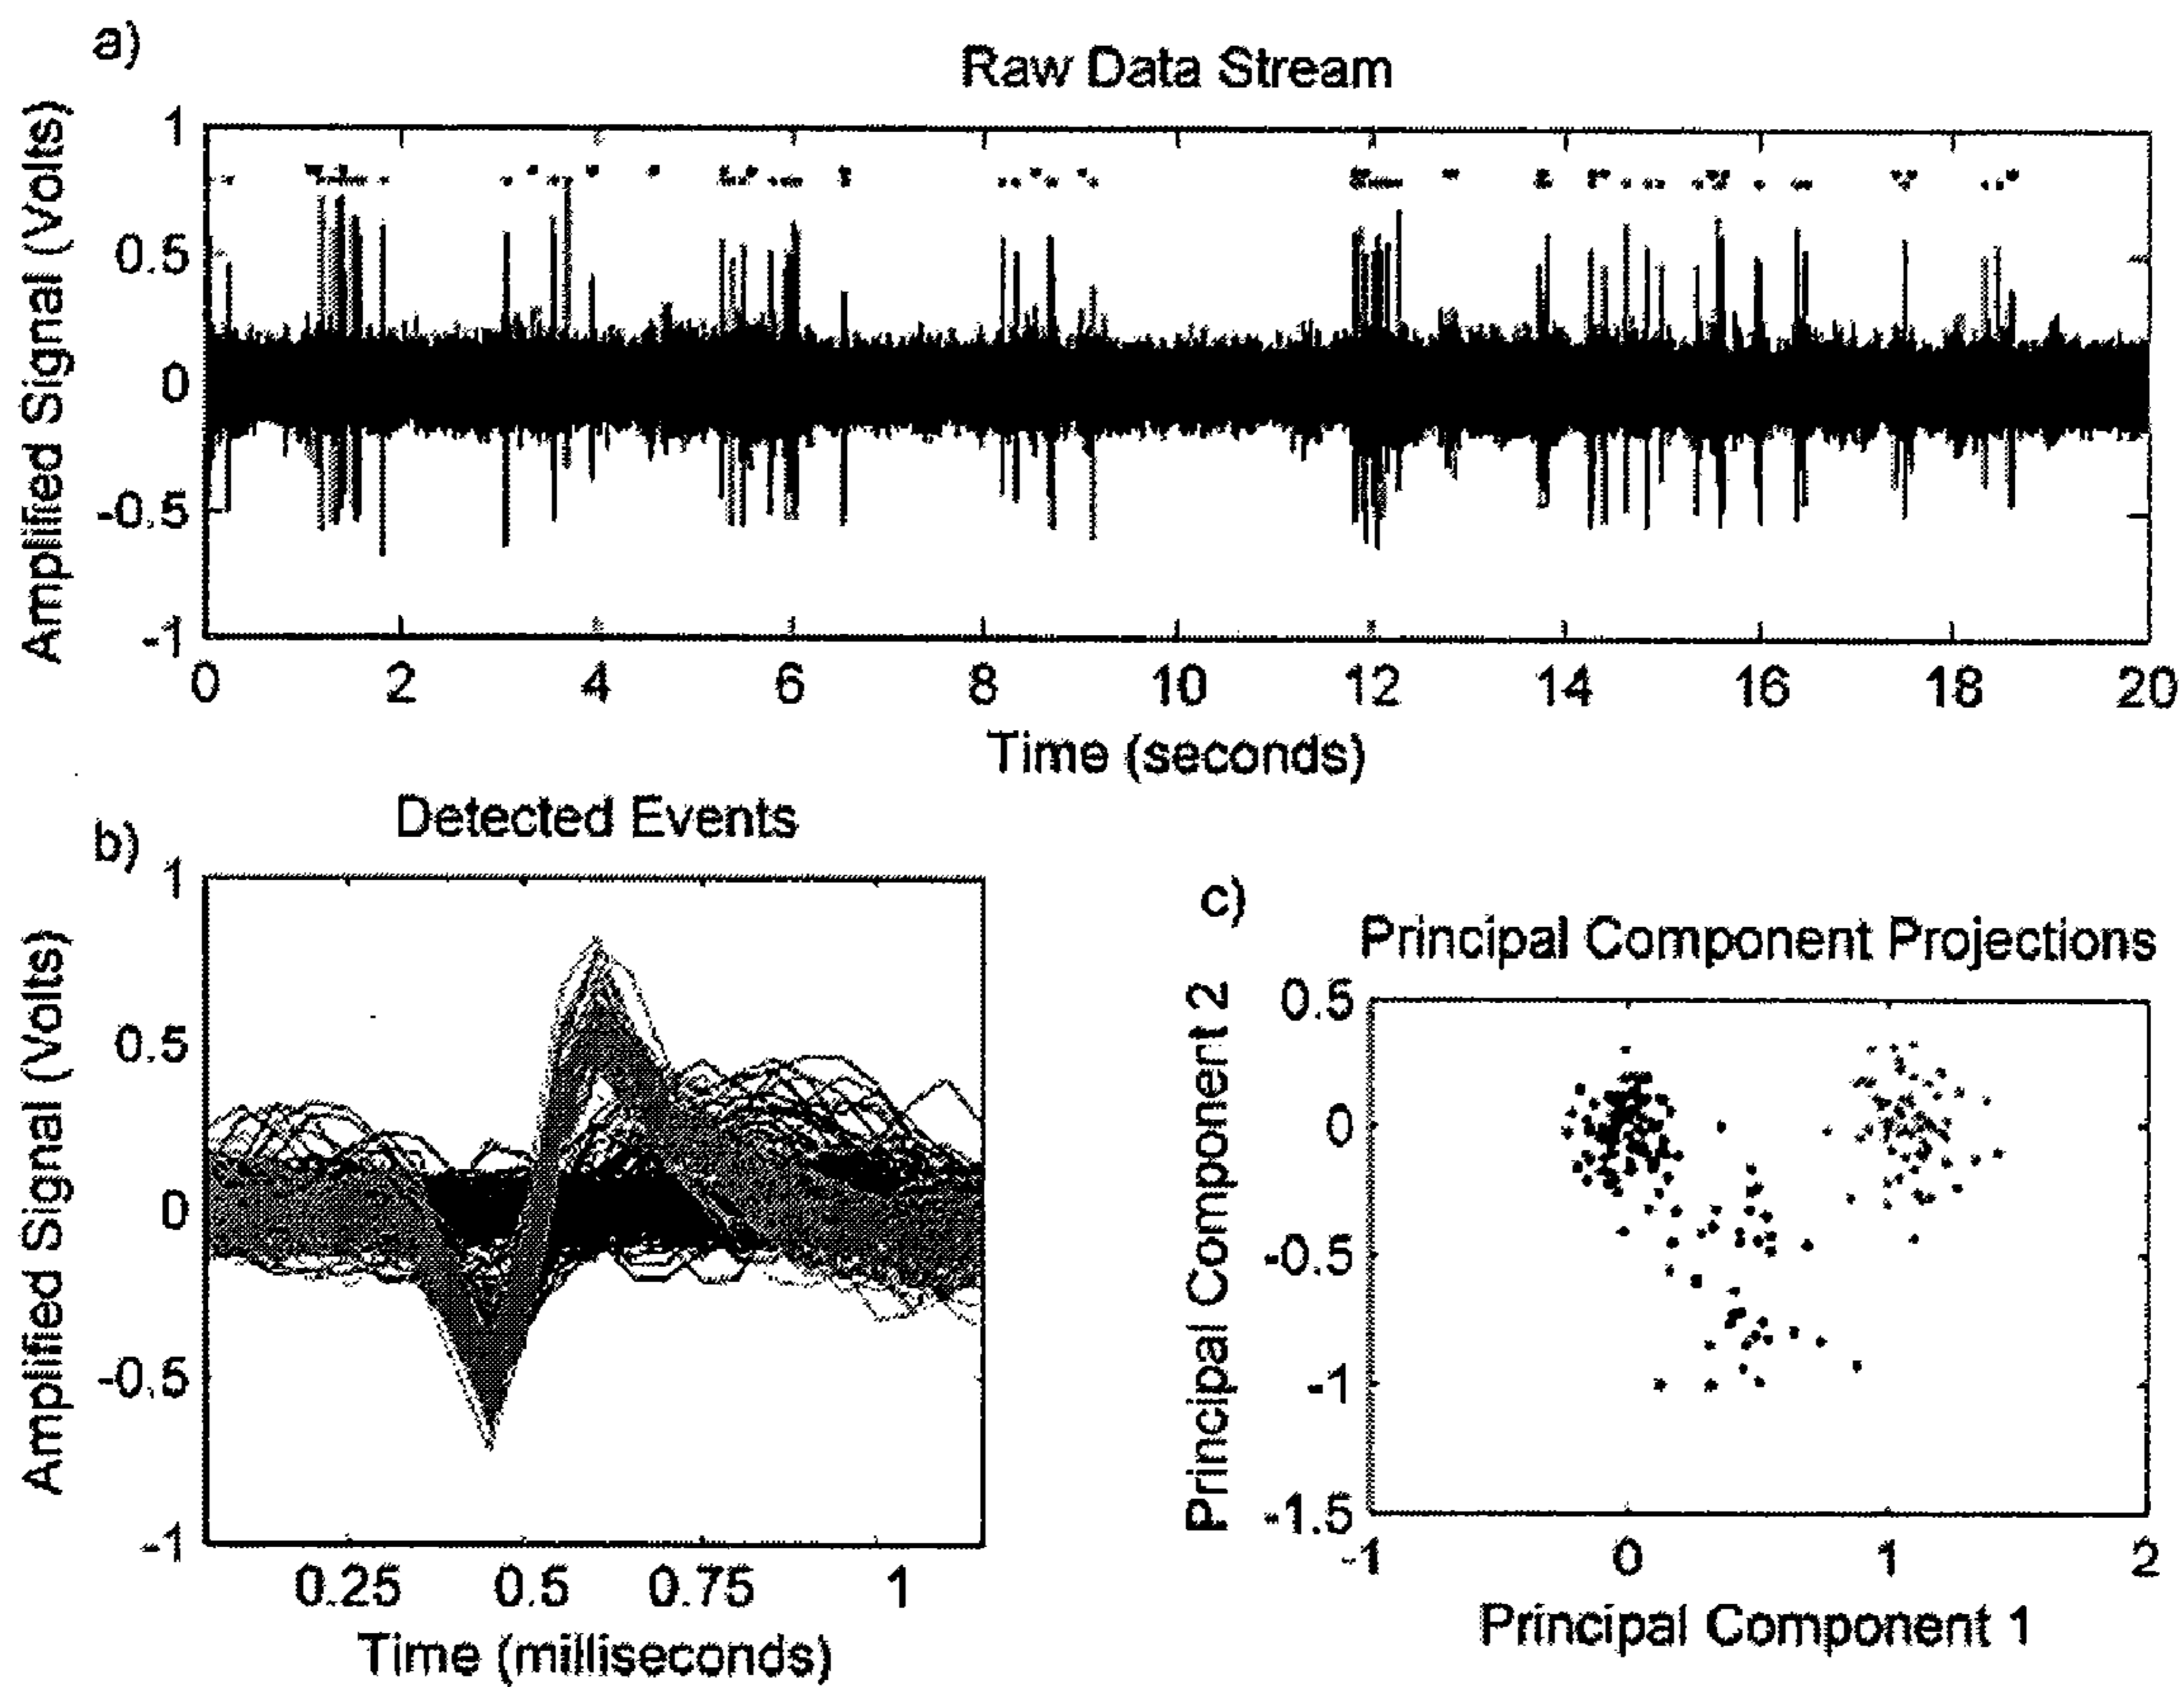 a)
Raw Data Stream
Amplified Signal (Volts)
1
0.5
0
-0.5
-1
0 2 4 6 8 10 12 14 16 18 20
Time (seconds)
b)
Detected Events
Amplified Signal (Volts)
1
0.5
0
-0.5
-1
0.25 0.5 0.75 1
Time (milliseconds)
c)
Principal Component Projections
Principal Component 2
0.5
0
-0.5
-1
-1.5
-1 0 1 2
Principal Component 1